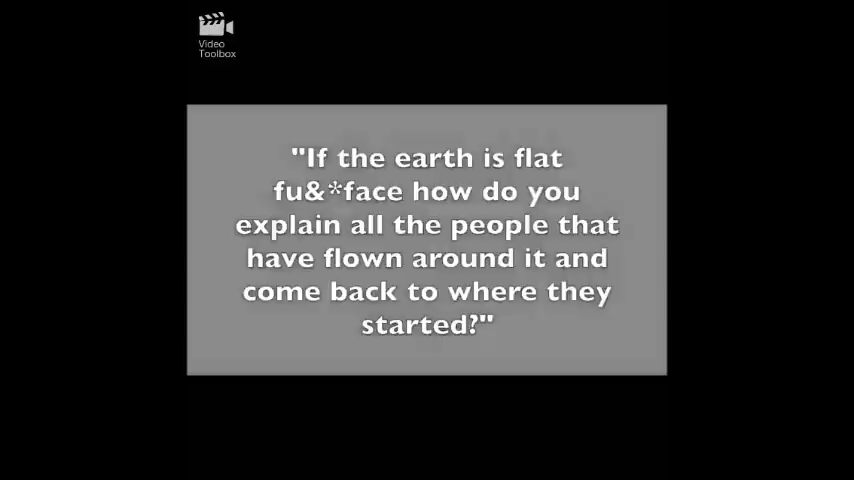 Video
Toolbox
"If the earth is flat
fu&*face how do you
explain all the people that
have flown around it and
come back to where they
started?"